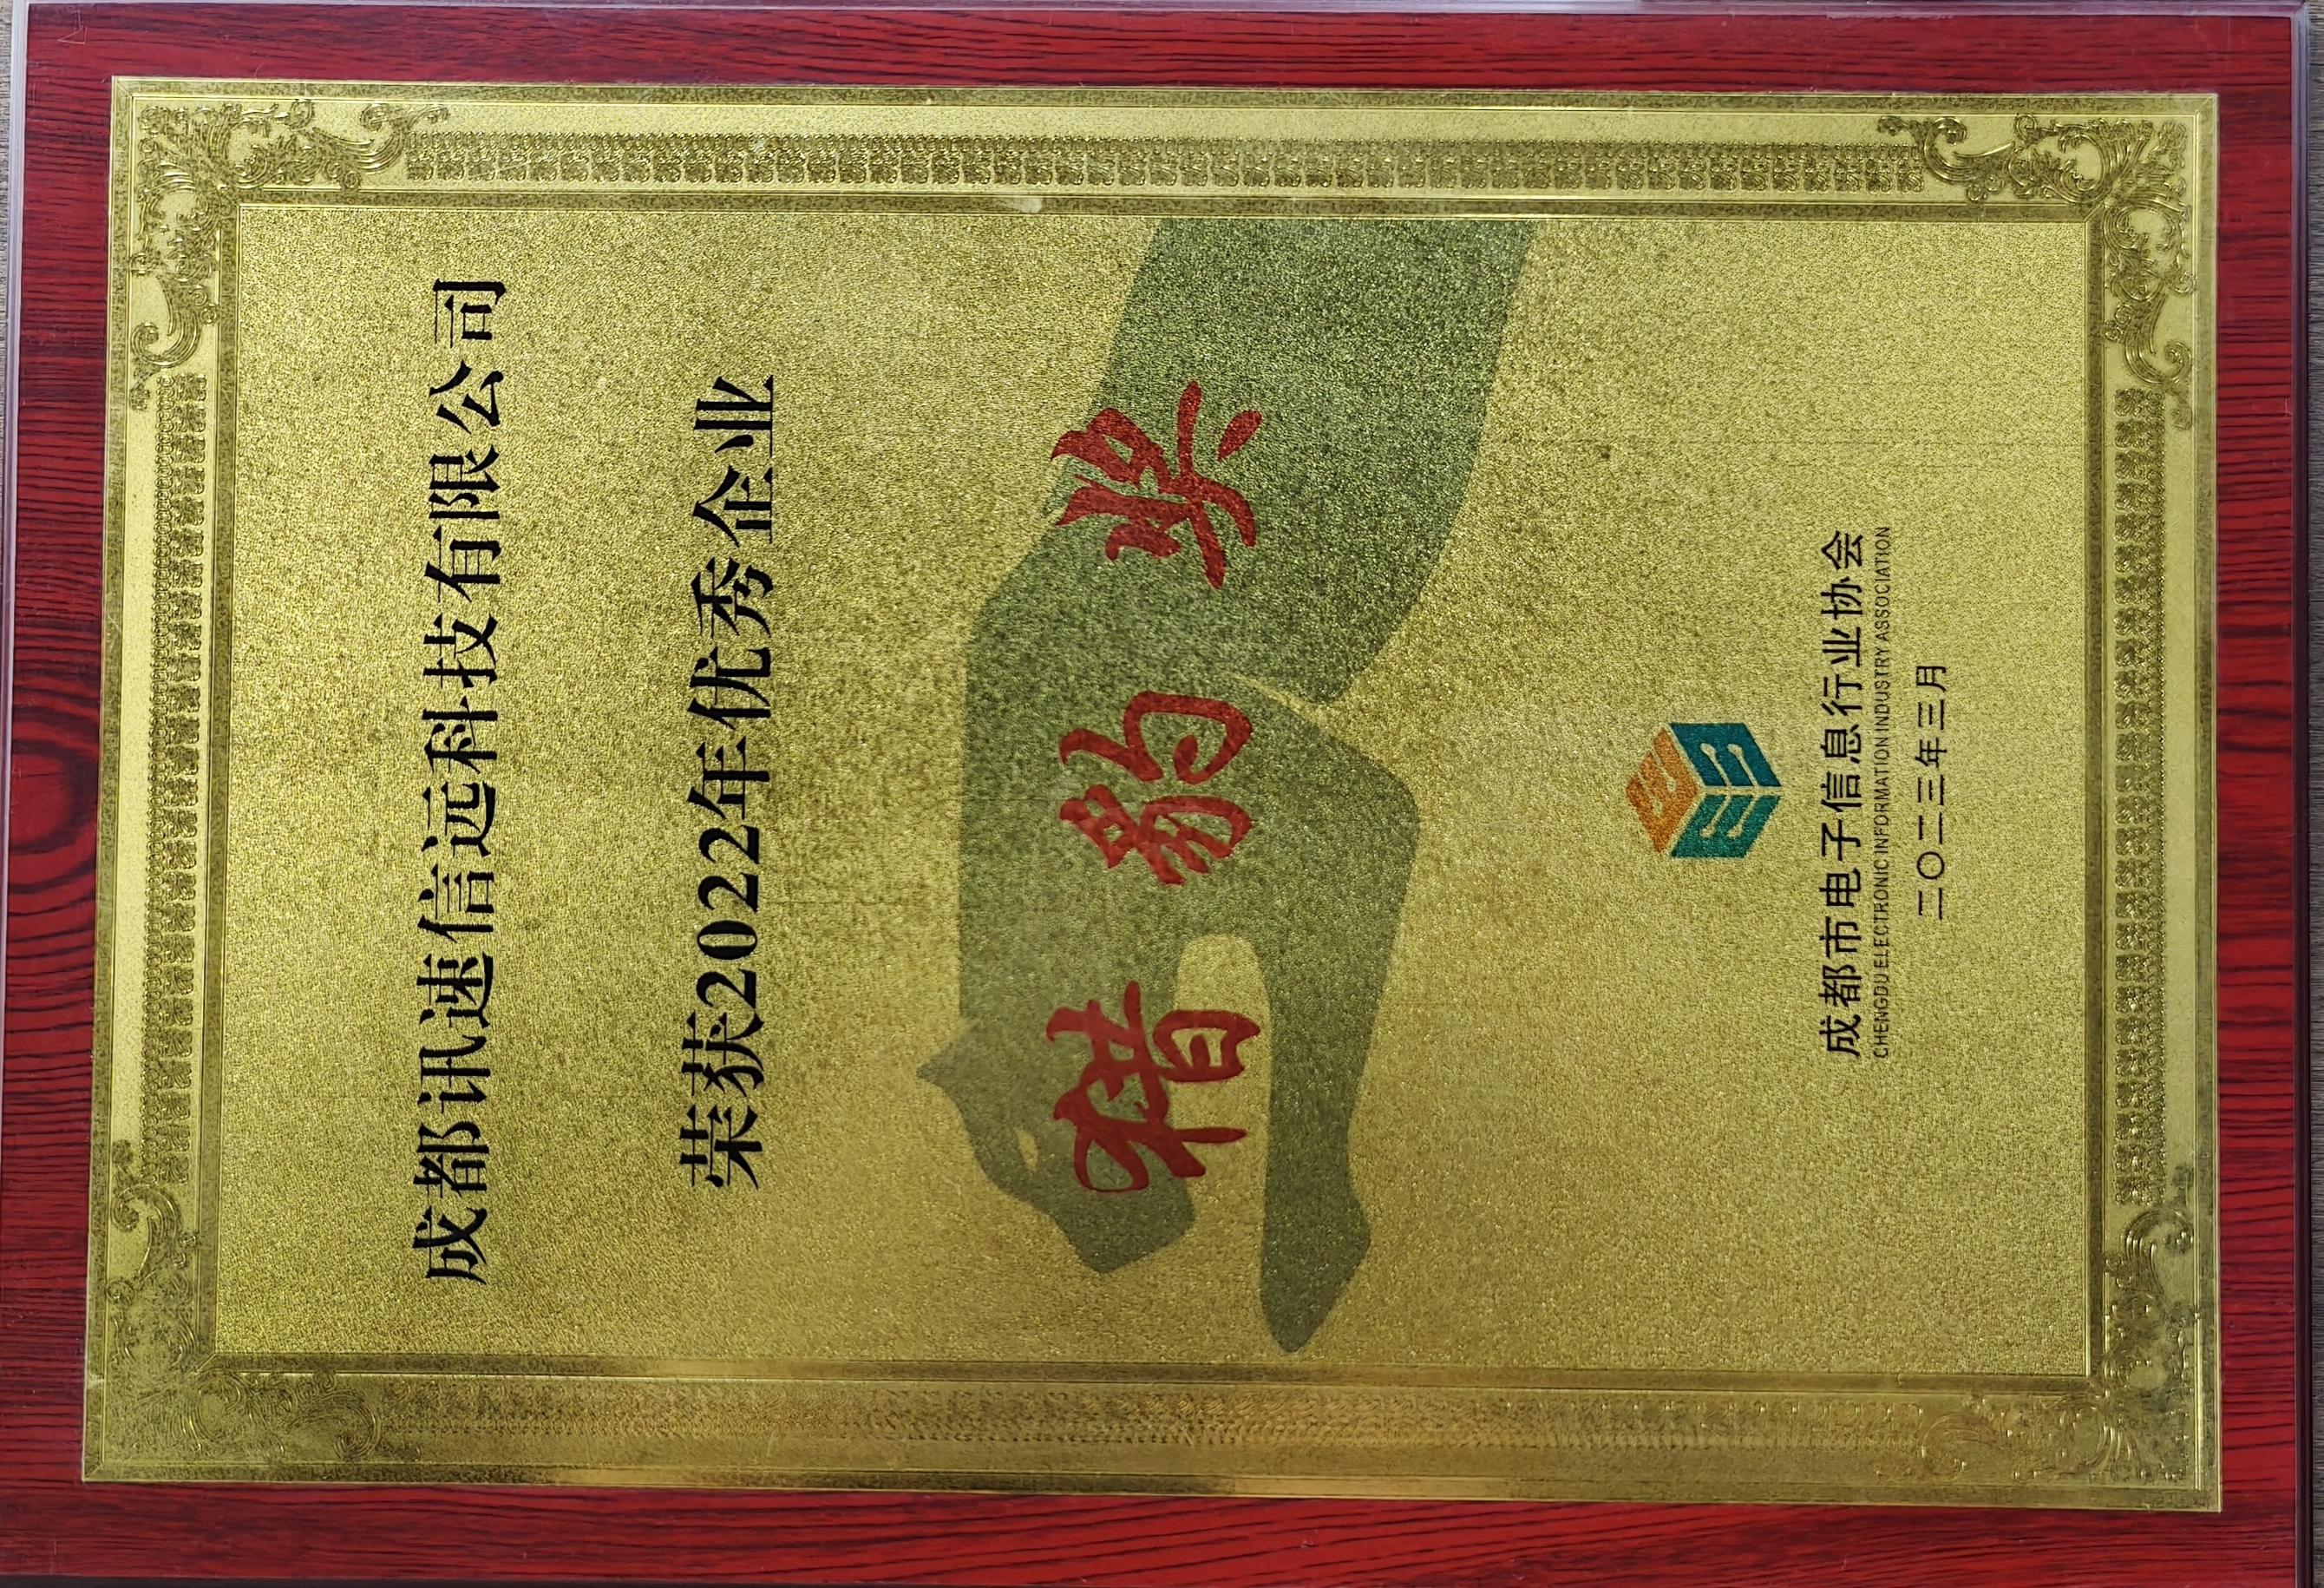 成都讯速信远科技有限公司
荣获2022年优秀企业
猎豹奖
成都市电子信息行业协会
CHENGDU ELECTRONIC INFORMATION INDUSTRY ASSOCIATION
二〇二三年三月